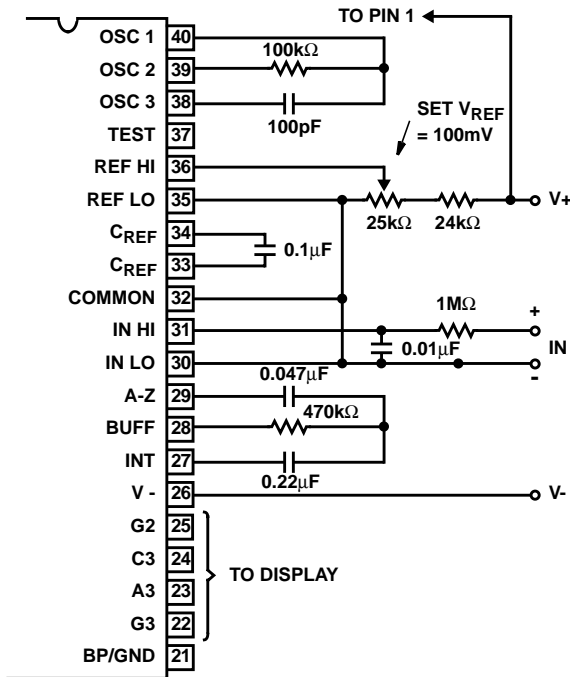 TO PIN 1
OSC 1 40
100kΩ
OSC 2 39
OSC 3 38
100pF
SET VREF
= 100mV
TEST 37
REF HI 36
REF LO 35
V+
25kΩ 24kΩ
CREF 34
0.1μF
CREF 33
COMMON 32
1MΩ
+
IN HI 31
0.01μF
IN
IN LO 30
-
0.047μF
A-Z 29
470kΩ
BUFF 28
INT 27
0.22μF
V - 26
V-
G2 25
C3 24
TO DISPLAY
A3 23
G3 22
BP/GND 21